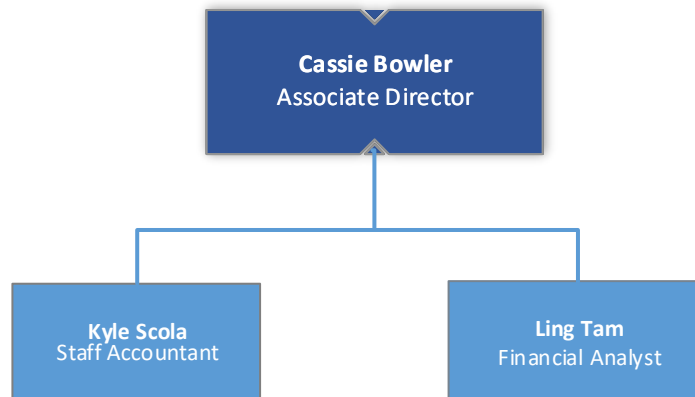 Cassie Bowler
Associate Director
Kyle Scola
Staff Accountant
Ling Tam
Financial Analyst